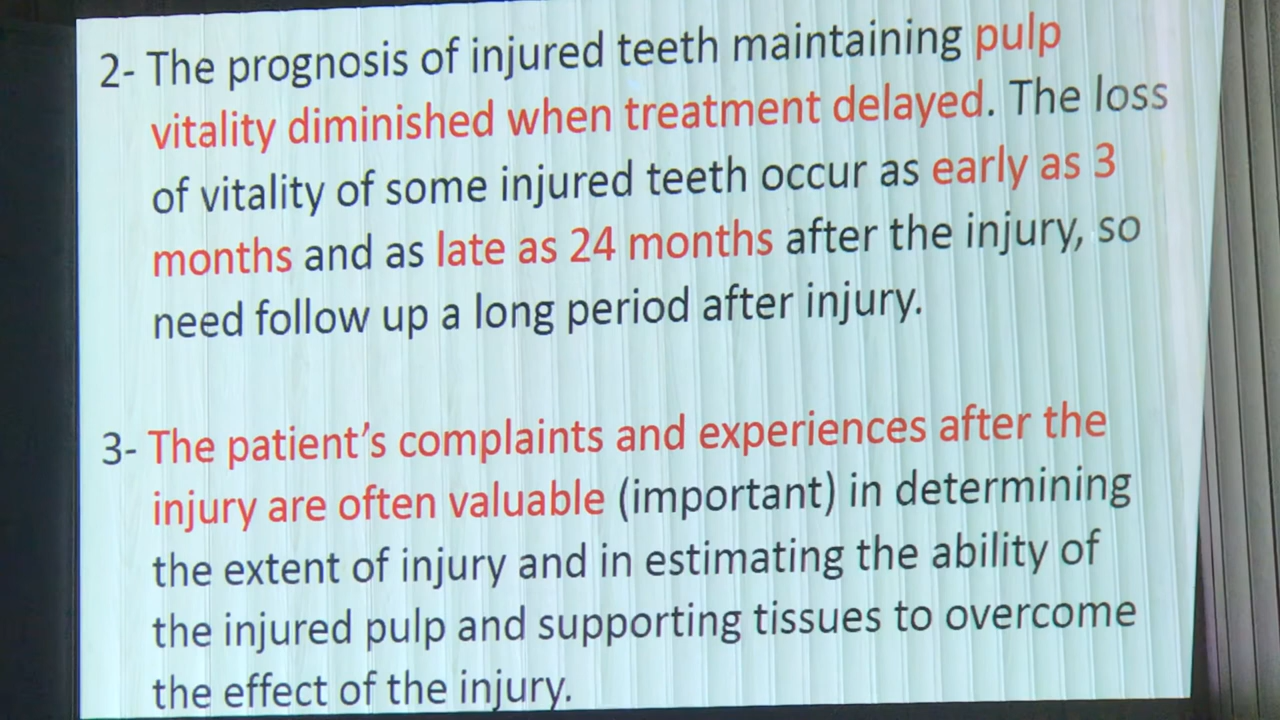 2- The prognosis of injured teeth maintaining pulp
vitality diminished when treatment delayed. The loss
of vitality of some injured teeth occur as early as 3
months and as late as 24 months after the injury, so
need follow up a long period after injury.
3- The patient's complaints and experiences after the
injury are often valuable (important) in determining
the extent of injury and in estimating the ability of
the injured pulp and supporting tissues to overcome
the effect of the injury.